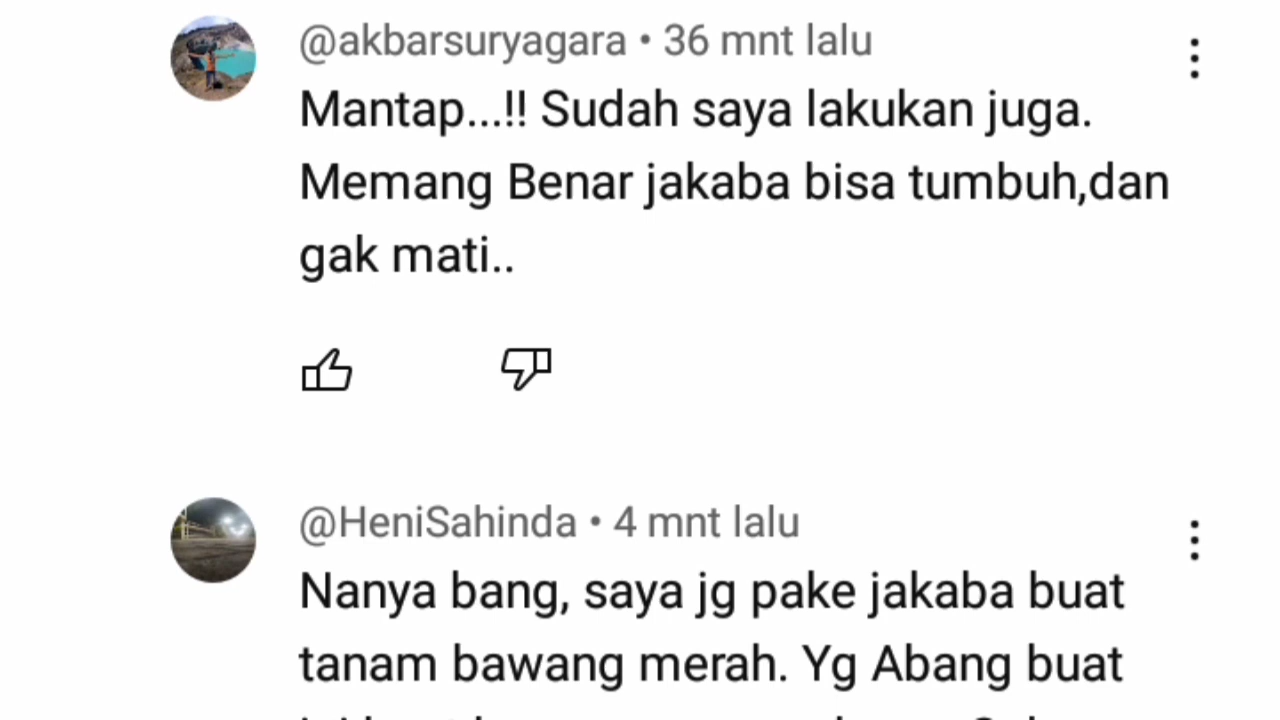 @akbarsuryagara • 36 mnt lalu
Mantap...!! Sudah saya lakukan juga.
Memang Benar jakaba bisa tumbuh,dan
gak mati..
@HeniSahinda • 4 mnt lalu
Nanya bang, saya jg pake jakaba buat
tanam bawang merah. Yg Abang buat